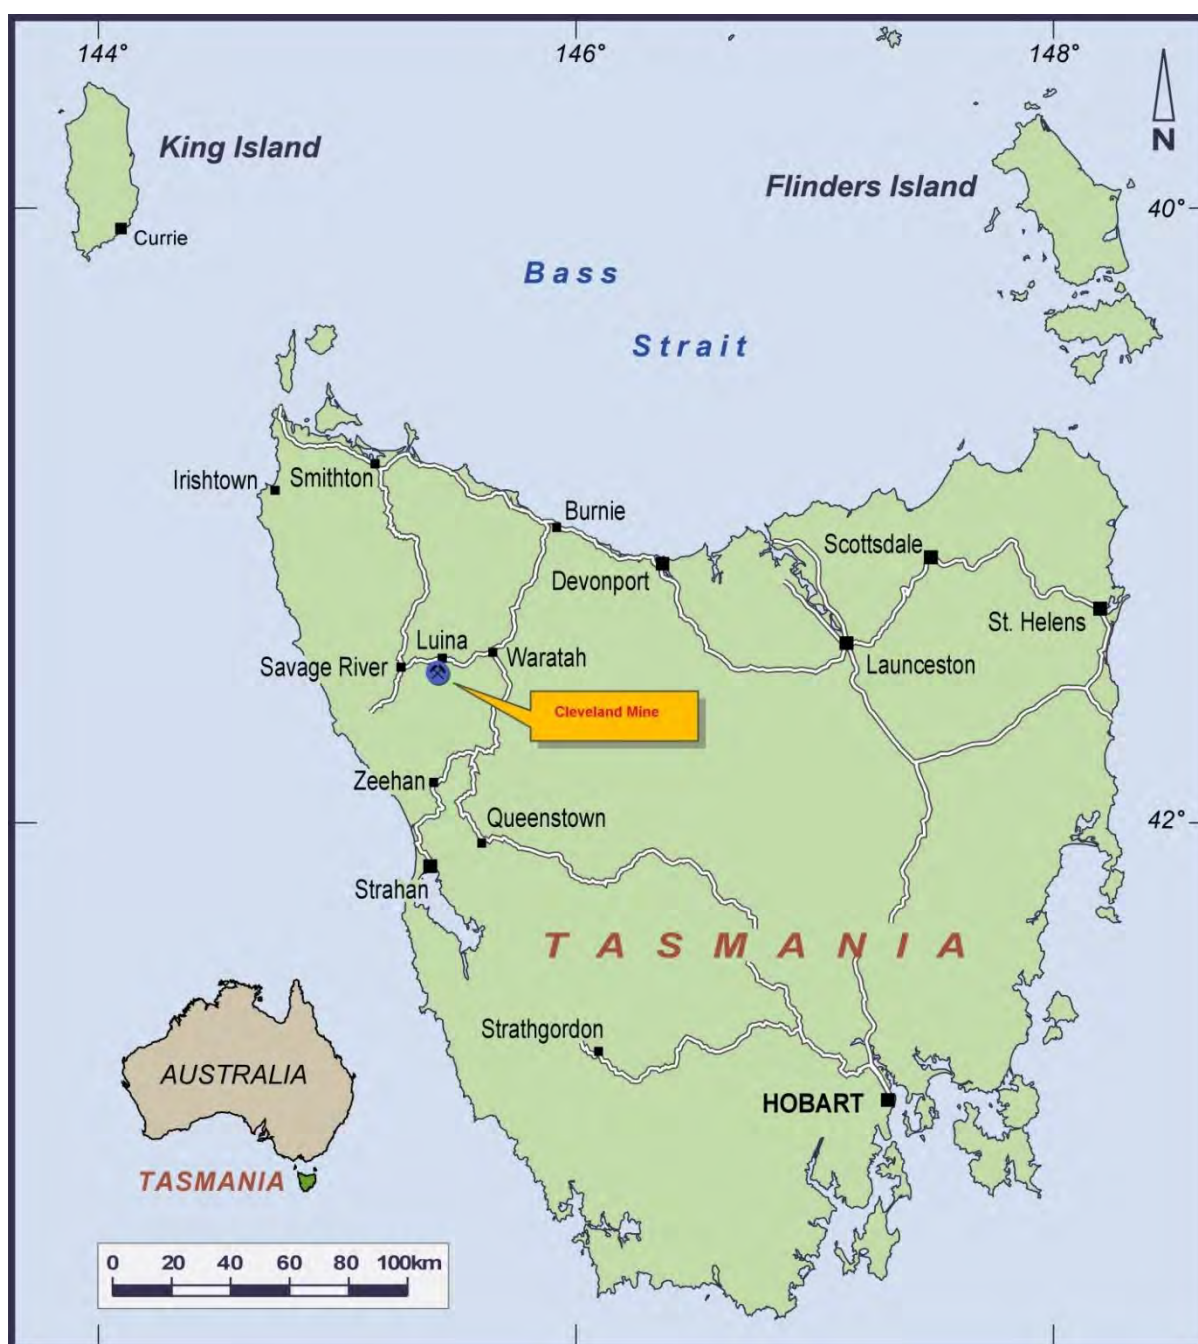 144°
146°
148°
King Island
N
Flinders Island
40°
Currie
Bass
Strait
Irishtown
Smithton
Burnie
Scottsdale
Devonport
St. Helens
Luina
Savage River
Waratah
Launceston
Cleveland Mine
Zeehan
Queenstown
42°
Strahan
TASMANIA
Strathgordon
AUSTRALIA
HOBART
TASMANIA
0 20 40 60 80 100km